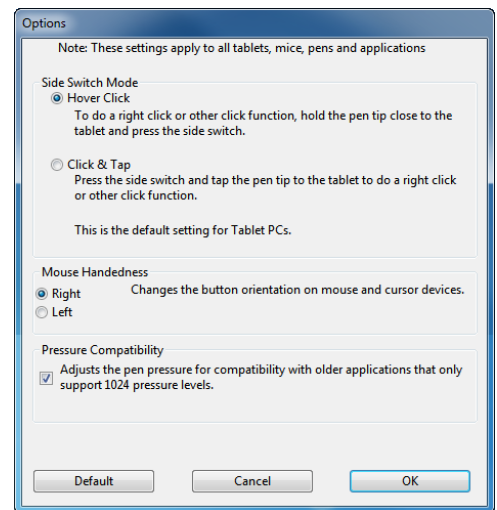 Options
Note: These settings apply to all tablets, mice, pens and applications
Side Switch Mode
Hover Click
To do a right click or other click function, hold the pen tip close to the
tablet and press the side switch.
Click & Tap
Press the side switch and tap the pen tip to the tablet to do a right click
or other click function.
This is the default setting for Tablet PCs.
Mouse Handedness
Right
Changes the button orientation on mouse and cursor devices.
Left
Pressure Compatibility
Adjusts the pen pressure for compatibility with older applications that only
support 1024 pressure levels.
Default
Cancel
OK